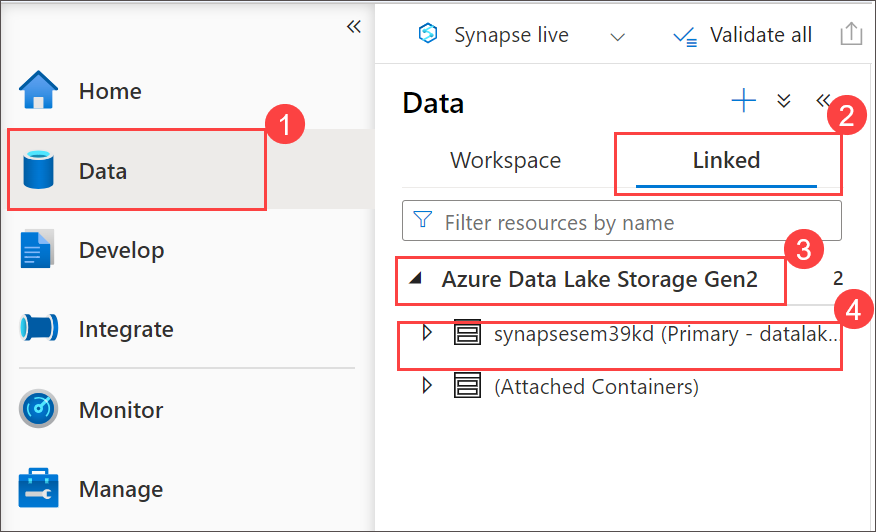 Synapse live
Validate all
Home
1
Data
Develop
Integrate
Monitor
Manage
Data
2
Workspace
Linked
Filter resources by name
3
Azure Data Lake Storage Gen2
2
4
synapsesem39kd (Primary - datalak...
(Attached Containers)